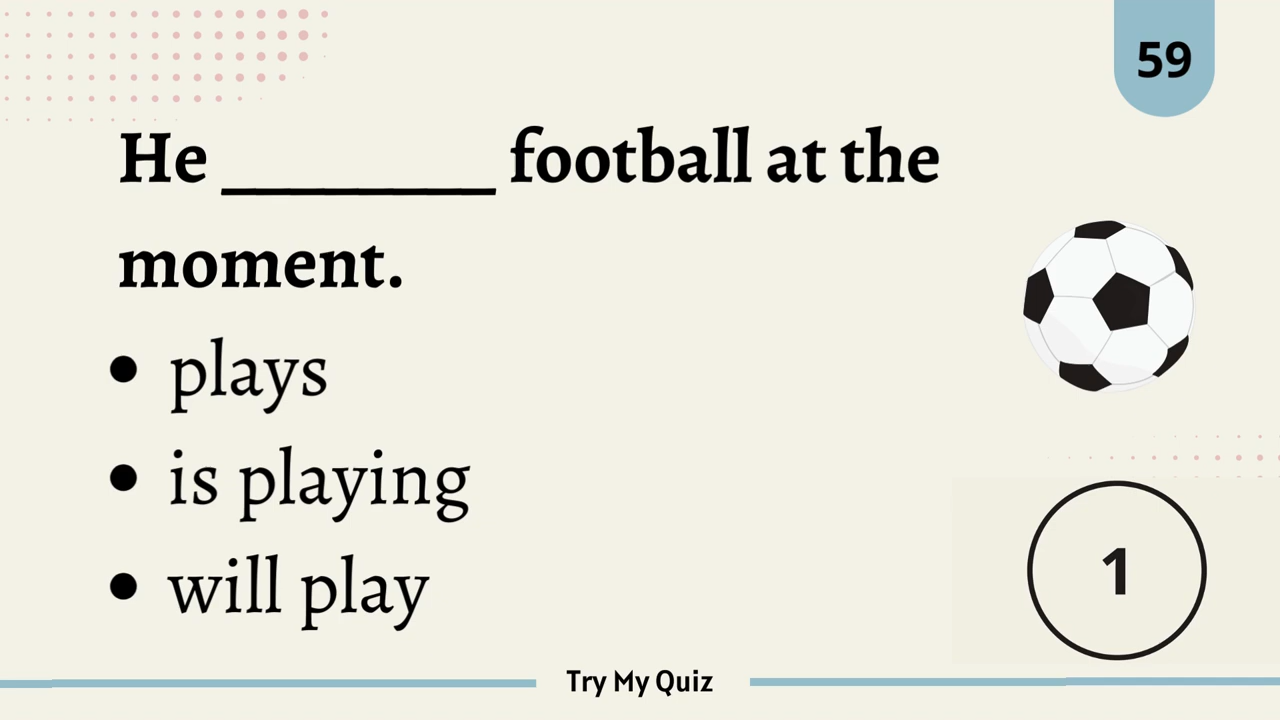 59
He ________ football at the
moment.
• plays
• is playing
• will play
1
Try My Quiz